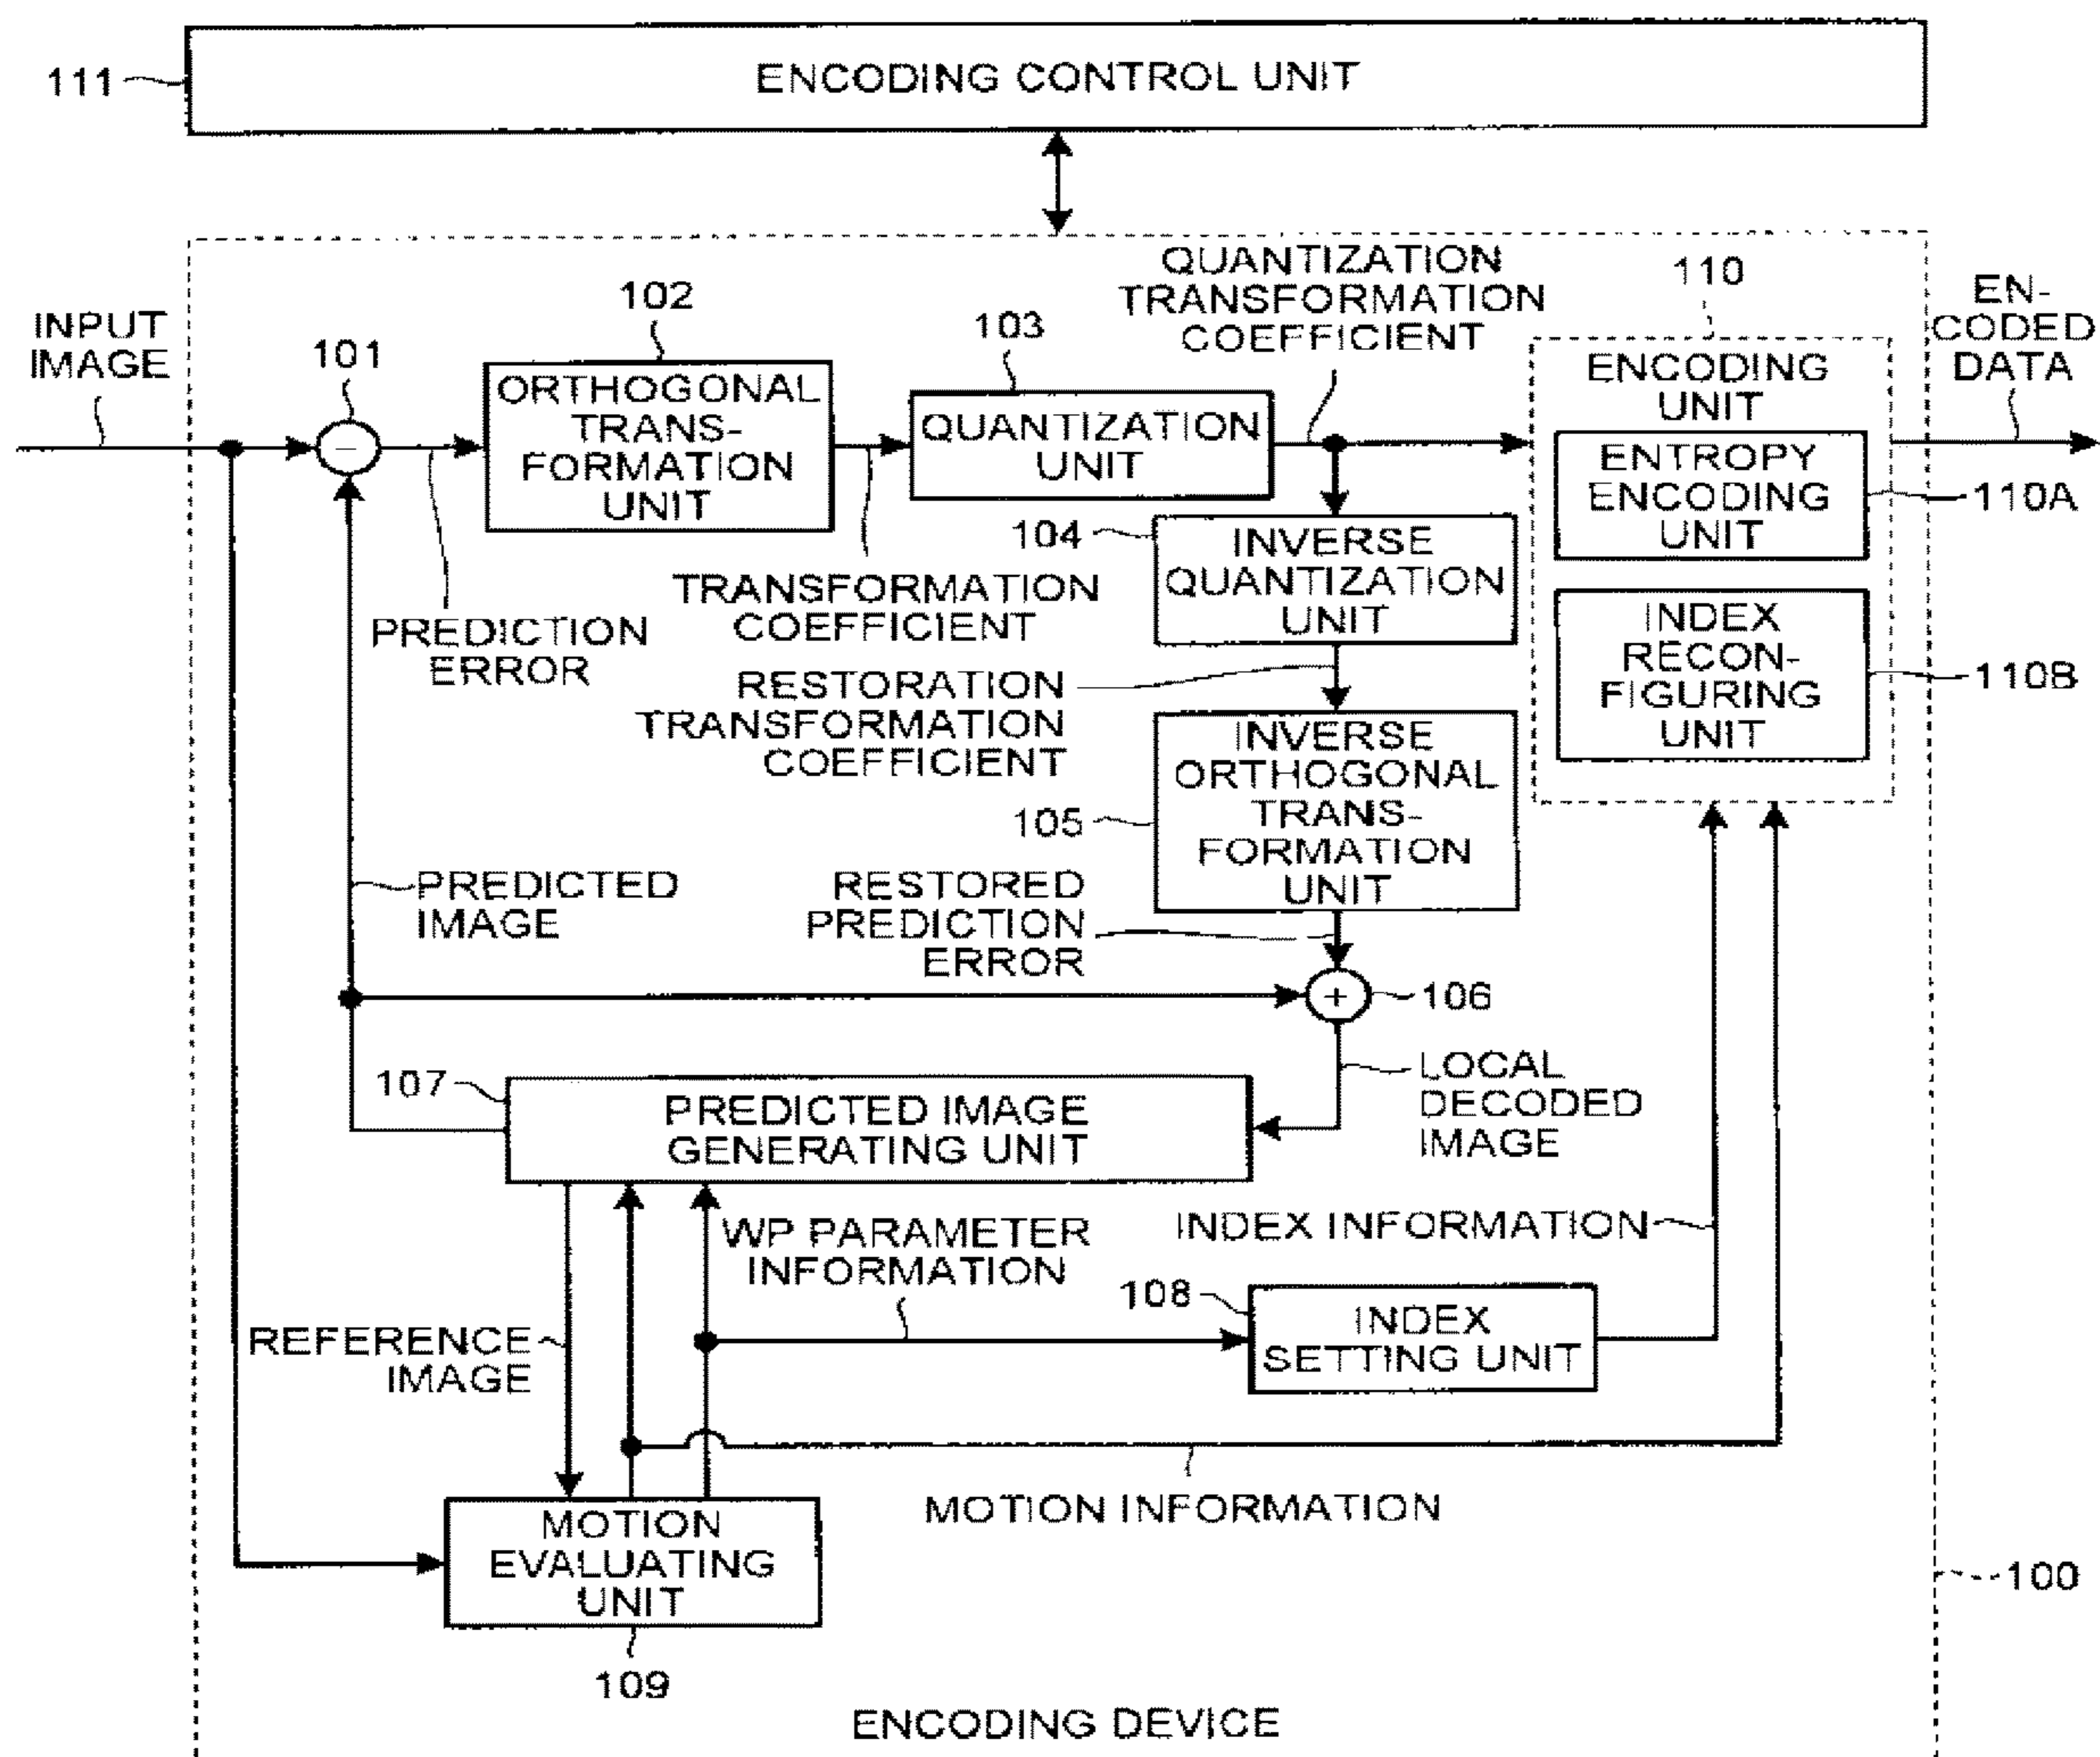 111
ENCODING CONTROL UNIT
INPUT
IMAGE
101
102
ORTHOGONAL
TRANS-
FORMATION
UNIT
103
QUANTIZATION
UNIT
QUANTIZATION
TRANSFORMATION
COEFFICIENT
110
ENCODING
UNIT
EN-
CODED
DATA
ENTROPY
ENCODING
UNIT
110A
INDEX
RECON-
FIGURING
UNIT
110B
-
PREDICTION
ERROR
TRANSFORMATION
COEFFICIENT
104
INVERSE
QUANTIZATION
UNIT
RESTORATION
TRANSFORMATION
COEFFICIENT
105
INVERSE
ORTHOGONAL
TRANS-
FORMATION
UNIT
PREDICTED
IMAGE
RESTORED
PREDICTION
ERROR
+
106
107
PREDICTED IMAGE
GENERATING UNIT
LOCAL
DECODED
IMAGE
WP PARAMETER
INFORMATION
INDEX INFORMATION
108
INDEX
SETTING UNIT
REFERENCE
IMAGE
MOTION INFORMATION
MOTION
EVALUATING
UNIT
109
100
ENCODING DEVICE